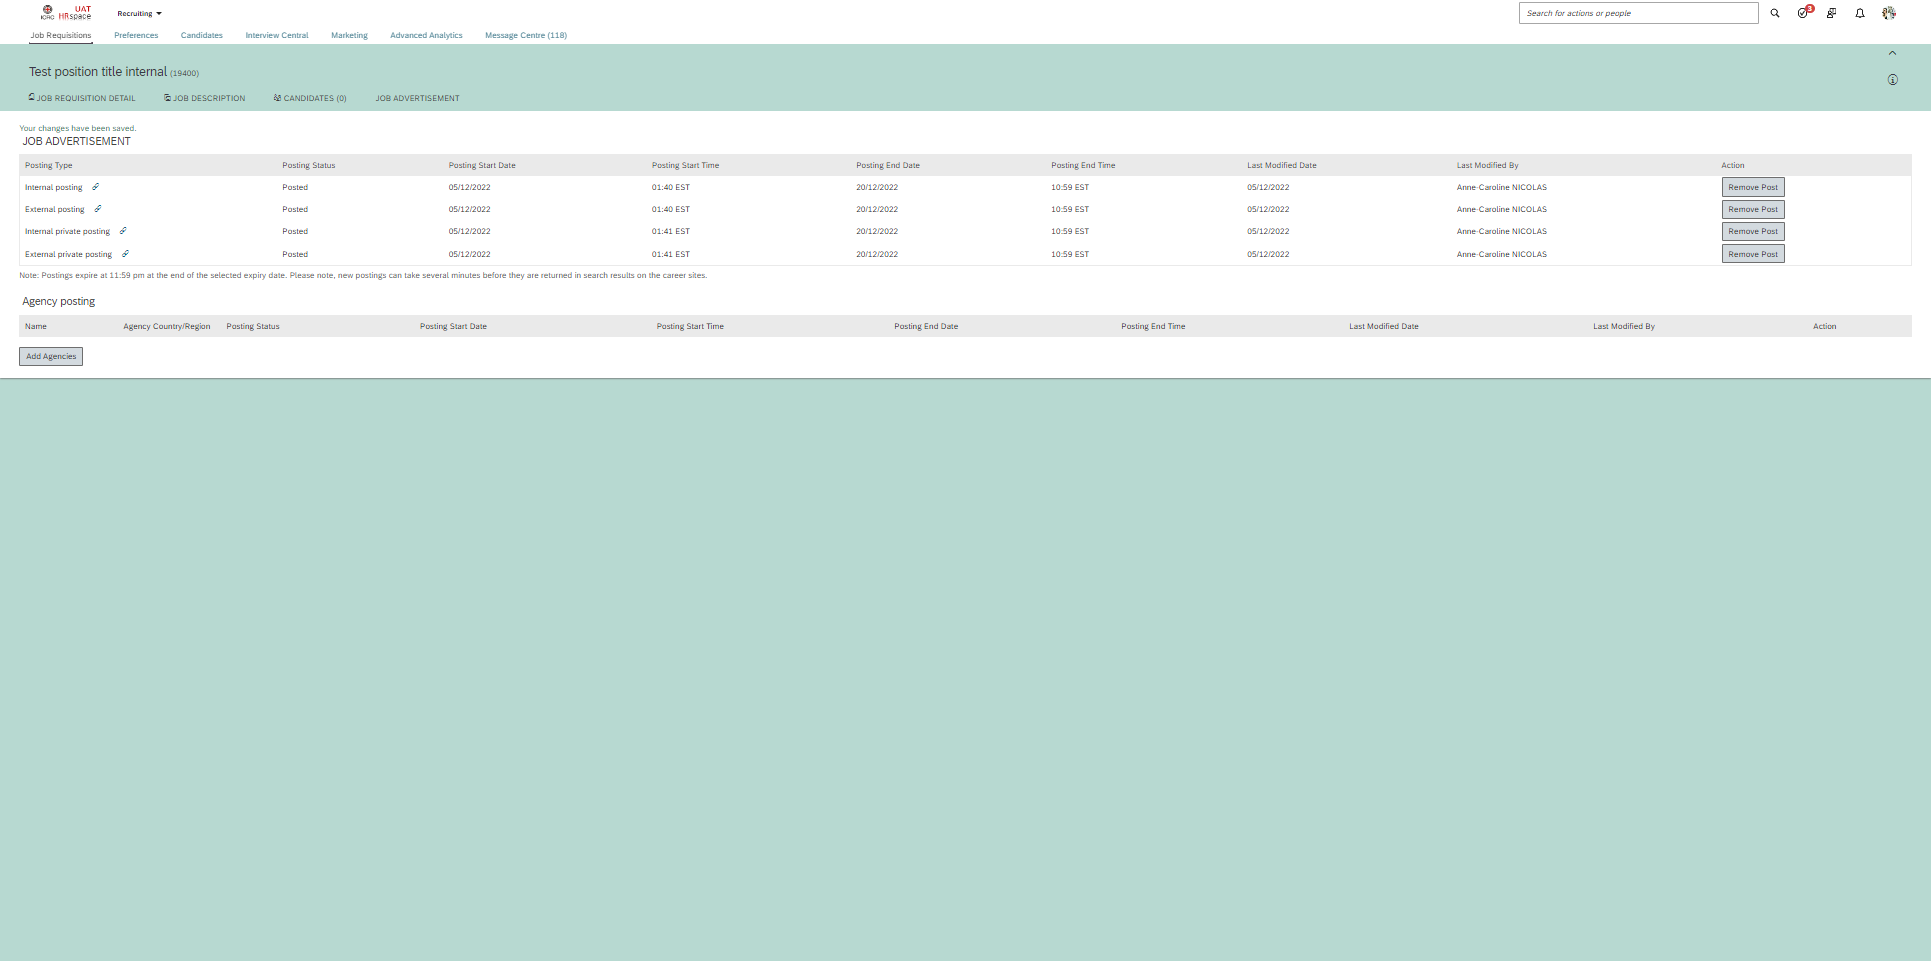 ICRC UAT HRspace Recruiting Search for actions or people 3
Job Requisitions Preferences Candidates Interview Central Marketing Advanced Analytics Message Centre (118)
Test position title internal (19400)
JOB REQUISITION DETAIL JOB DESCRIPTION CANDIDATES (0) JOB ADVERTISEMENT
Your changes have been saved.
JOB ADVERTISEMENT
Posting Type Posting Status Posting Start Date Posting Start Time Posting End Date Posting End Time Last Modified Date Last Modified By Action
Internal posting Posted 05/12/2022 01:40 EST 20/12/2022 10:59 EST 05/12/2022 Anne-Caroline NICOLAS Remove Post
External posting Posted 05/12/2022 01:40 EST 20/12/2022 10:59 EST 05/12/2022 Anne-Caroline NICOLAS Remove Post
Internal private posting Posted 05/12/2022 01:41 EST 20/12/2022 10:59 EST 05/12/2022 Anne-Caroline NICOLAS Remove Post
External private posting Posted 05/12/2022 01:41 EST 20/12/2022 10:59 EST 05/12/2022 Anne-Caroline NICOLAS Remove Post
Note: Postings expire at 11:59 pm at the end of the selected expiry date. Please note, new postings can take several minutes before they are returned in search results on the career sites.
Agency posting
Name Agency Country/Region Posting Status Posting Start Date Posting Start Time Posting End Date Posting End Time Last Modified Date Last Modified By Action
Add Agencies